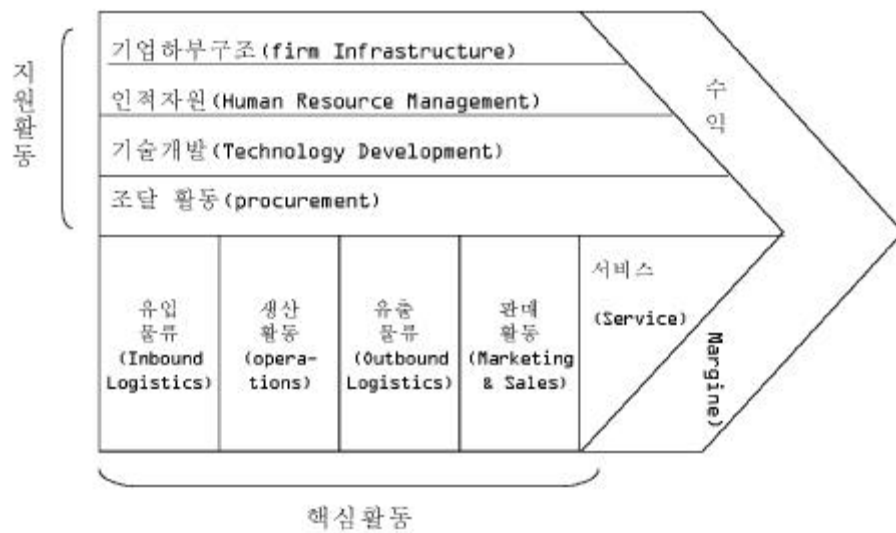 지원활동
기업하부구조(firm Infrastructure)
인적자원(Human Resource Management)
기술개발(Technology Development)
조달 활동(procurement)
수익
유입
물류
(Inbound
Logistics)
생산
활동
(opera-
tions)
유출
물류
(Outbound
Logistics)
판매
활동
(Marketing
& Sales)
서비스
(Service)
Margine)
핵심활동